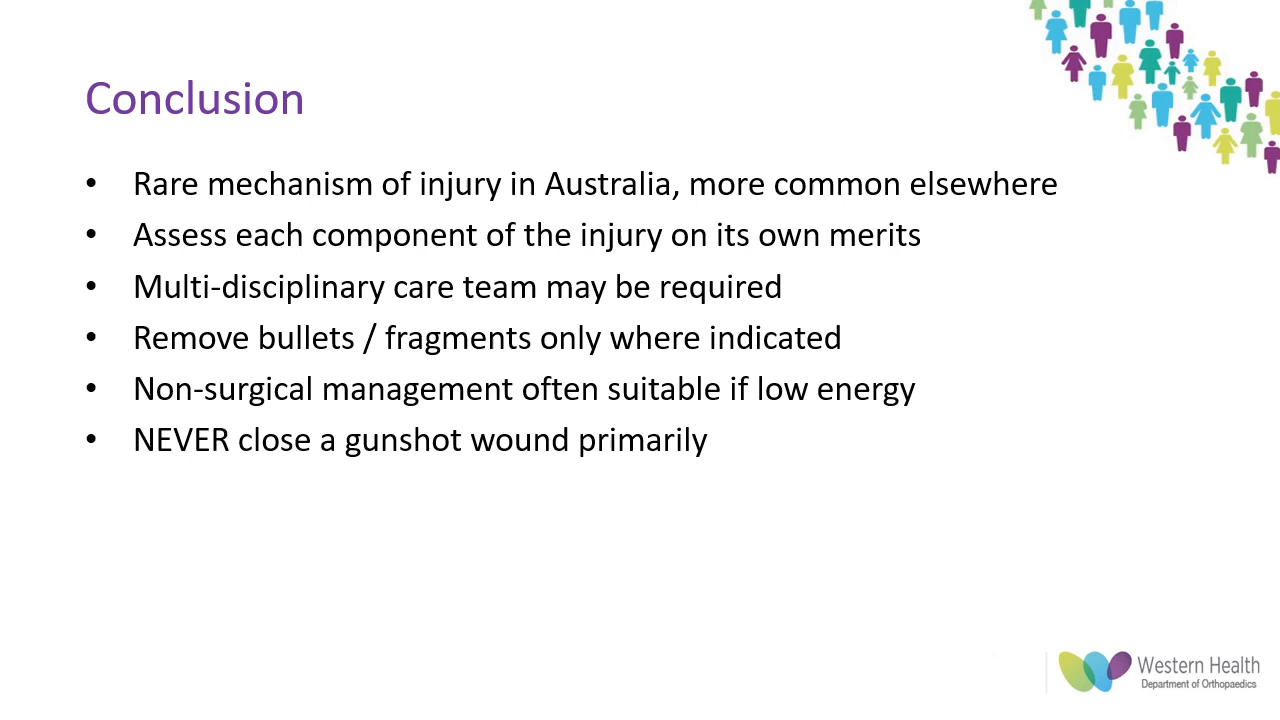 Conclusion
• Rare mechanism of injury in Australia, more common elsewhere
• Assess each component of the injury on its own merits
• Multi-disciplinary care team may be required
• Remove bullets / fragments only where indicated
• Non-surgical management often suitable if low energy
• NEVER close a gunshot wound primarily
Western Health
Department of Orthopaedics